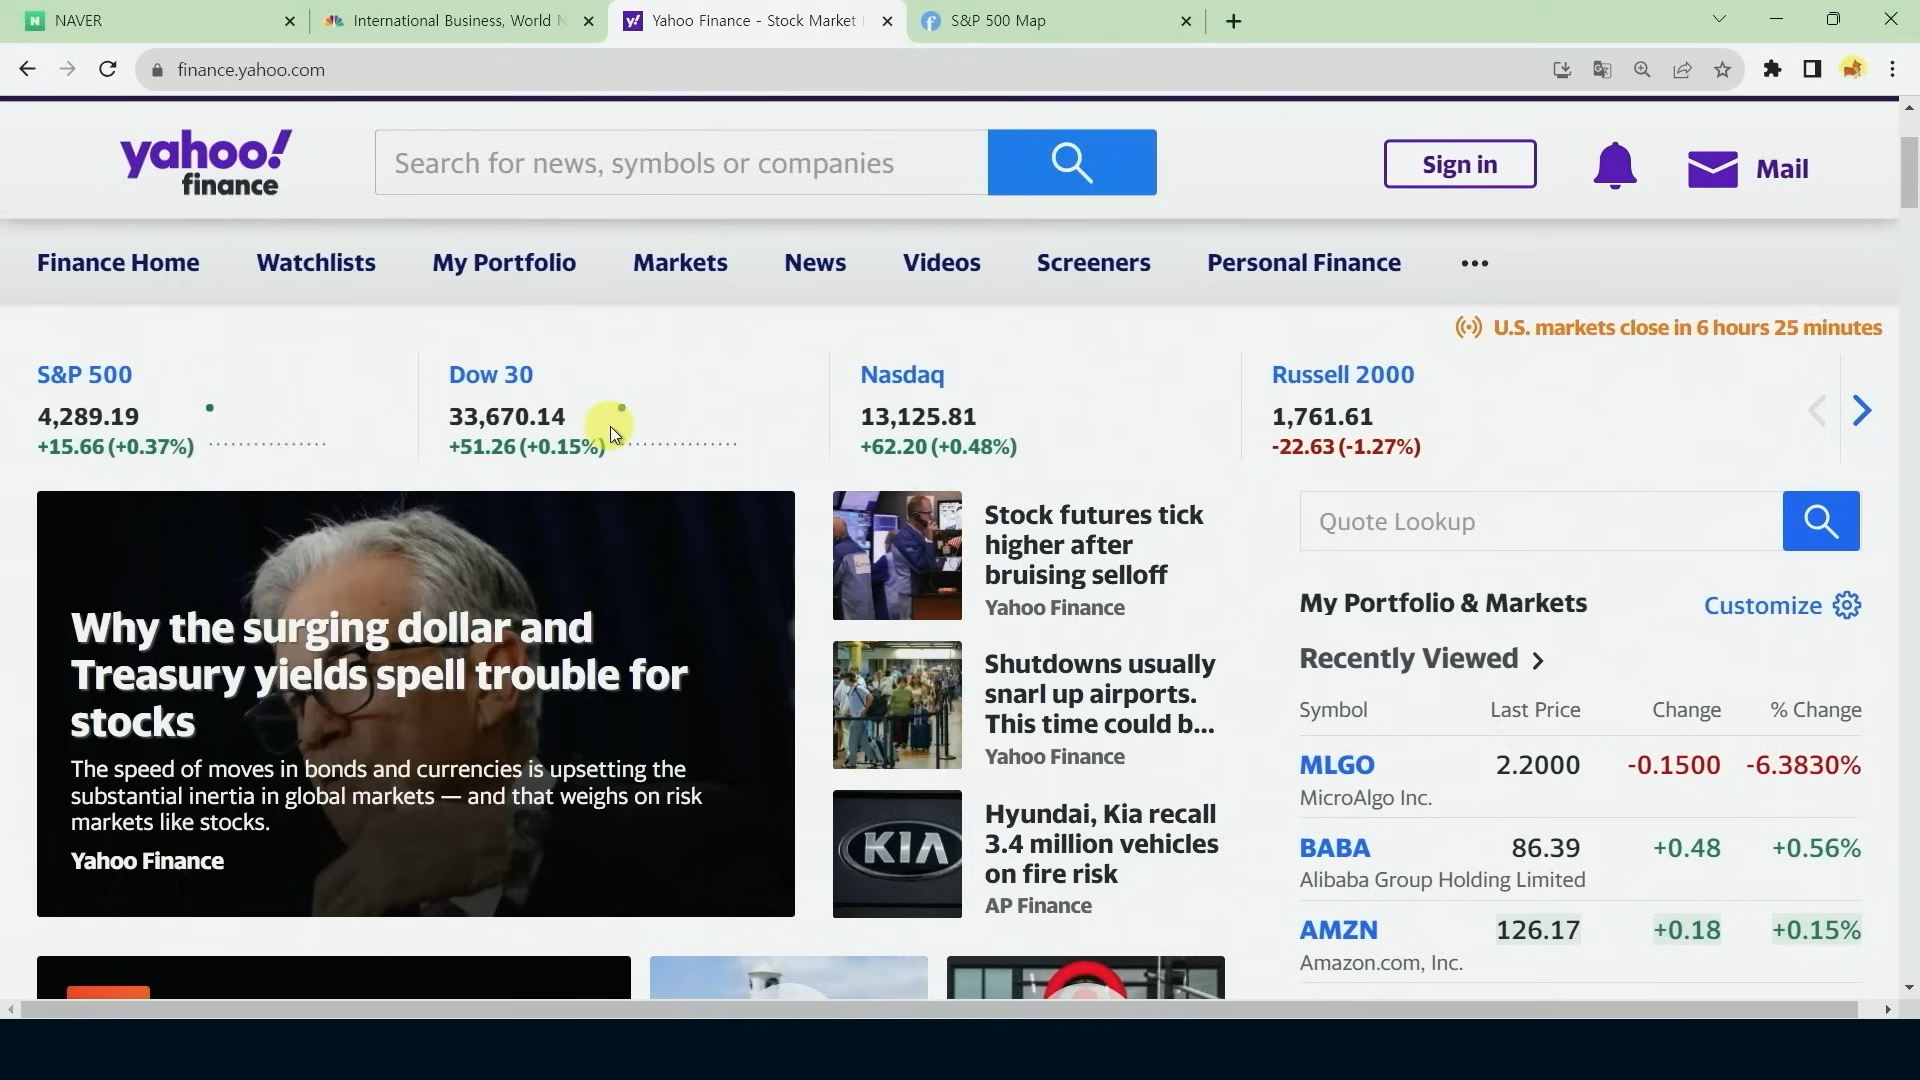 NAVER
International Business, World N
Yahoo Finance - Stock Market
S&P 500 Map
finance.yahoo.com
yahoo!
finance
Search for news, symbols or companies
Sign in
Mail
Finance Home
Watchlists
My Portfolio
Markets
News
Videos
Screeners
Personal Finance
•••
U.S. markets close in 6 hours 25 minutes
S&P 500
4,289.19
+15.66 (+0.37%)
Dow 30
33,670.14
+51.26 (+0.15%)
Nasdaq
13,125.81
+62.20 (+0.48%)
Russell 2000
1,761.61
-22.63 (-1.27%)
Why the surging dollar and
Treasury yields spell trouble for
stocks
The speed of moves in bonds and currencies is upsetting the
substantial inertia in global markets — and that weighs on risk
markets like stocks.
Yahoo Finance
Stock futures tick
higher after
bruising selloff
Yahoo Finance
Shutdowns usually
snarl up airports.
This time could b...
Yahoo Finance
KIA
Hyundai, Kia recall
3.4 million vehicles
on fire risk
AP Finance
Quote Lookup
My Portfolio & Markets
Customize
Recently Viewed
Symbol Last Price Change % Change
MLGO 2.2000 -0.1500 -6.3830%
MicroAlgo Inc.
BABA 86.39 +0.48 +0.56%
Alibaba Group Holding Limited
AMZN 126.17 +0.18 +0.15%
Amazon.com, Inc.